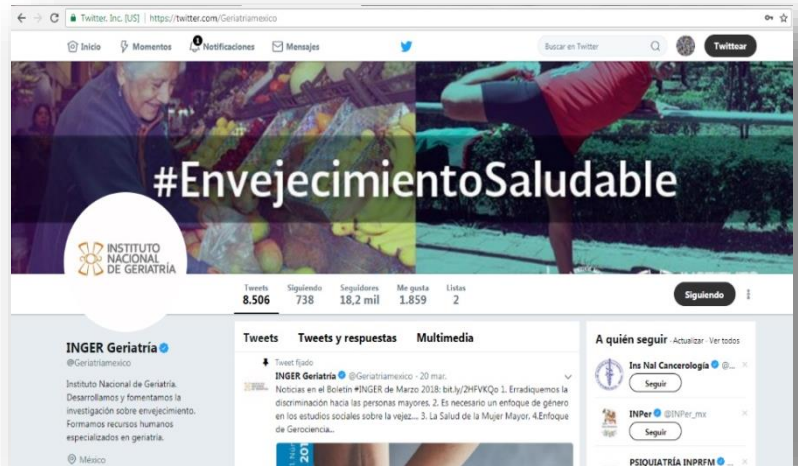 Twitter, Inc. [US] | https://twitter.com/Geriatriamexico
Inicio Momentos 1 Notificaciones Mensajes Buscar en Twitter Twittear
#EnvejecimientoSaludable
INSTITUTO
NACIONAL
DE GERIATRÍA
Tweets Siguiendo Seguidores Me gusta Listas
8.506 738 18,2 mil 1.859 2
Siguiendo
INGER Geriatría
@Geriatriamexico
Instituto Nacional de Geriatría.
Desarrollamos y fomentamos la
investigación sobre envejecimiento.
Formamos recursos humanos
especializados en geriatría.
México
Tweets Tweets y respuestas Multimedia
Tweet fijado
INGER Geriatría @Geriatriamexico · 20 mar.
Noticias en el Boletín #INGER de Marzo 2018: bit.ly/2HFVKQo 1. Erradiquemos la
discriminación hacia las personas mayores. 2. Es necesario un enfoque de género
en los estudios sociales sobre la vejez... 3. La Salud de la Mujer Mayor. 4.Enfoque
de Gerociencia...
A quién seguir · Actualizar · Ver todos
Ins Nal Cancerología @...
Seguir
INPer @INPer_mx
Seguir
PSIQUIATRÍA INPRFM